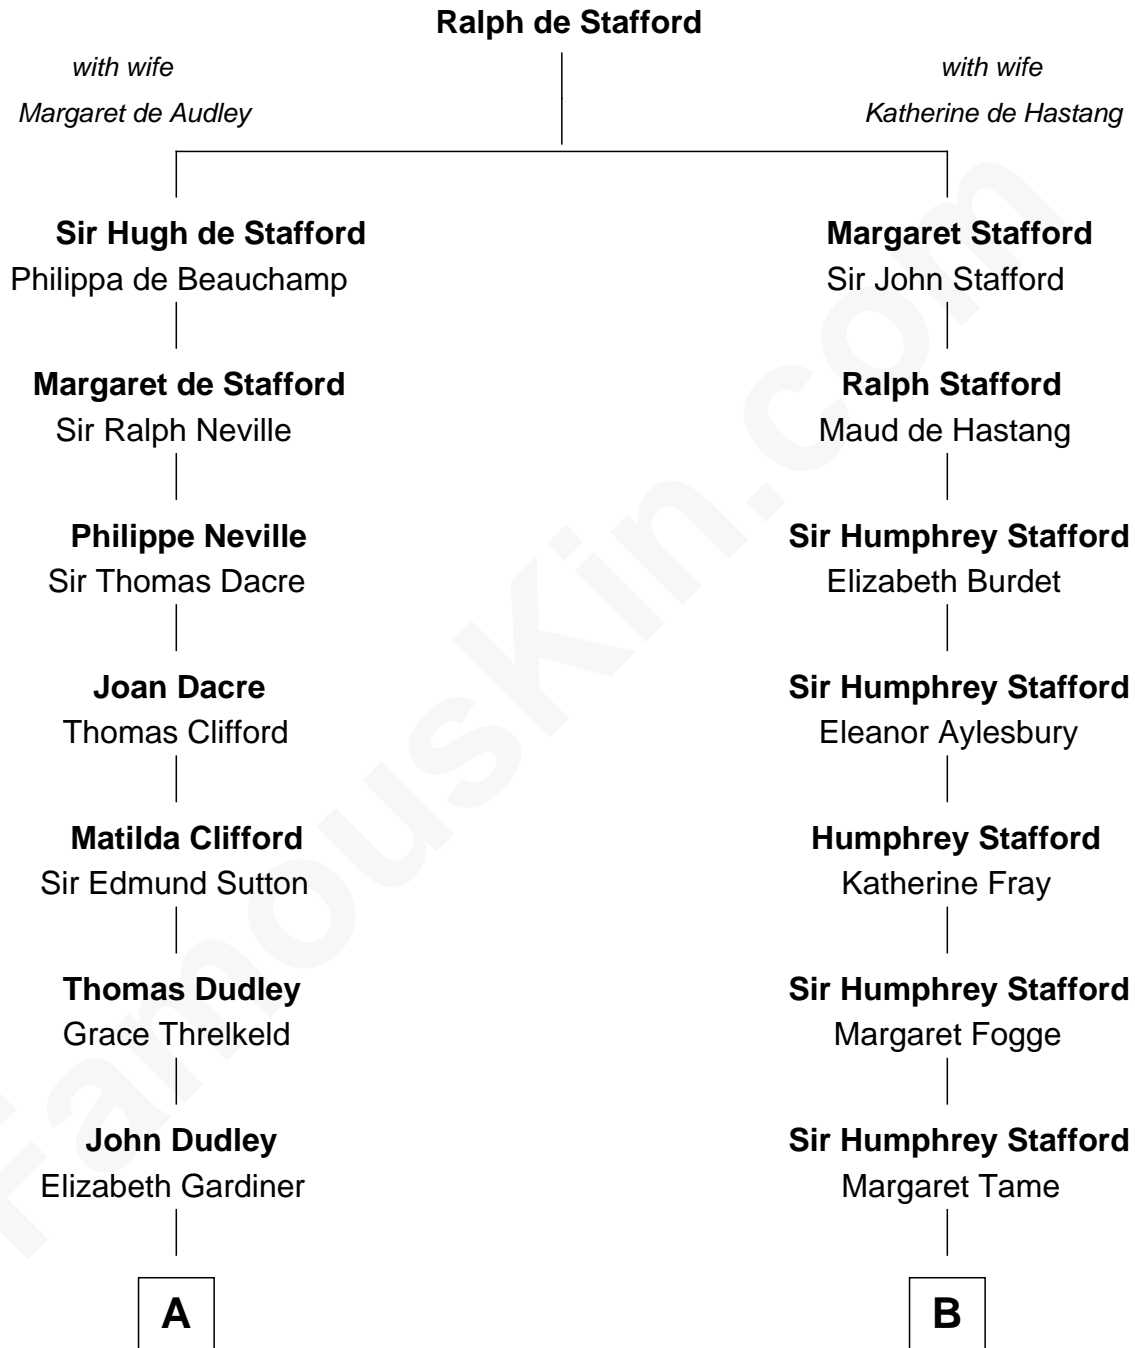 Ralph de Stafford
with wife
Margaret de Audley
with wife
Katherine de Hastang
Sir Hugh de Stafford
Philippa de Beauchamp
Margaret de Stafford
Sir Ralph Neville
Philippe Neville
Sir Thomas Dacre
Joan Dacre
Thomas Clifford
Matilda Clifford
Sir Edmund Sutton
Thomas Dudley
Grace Threlkeld
John Dudley
Elizabeth Gardiner
A
Margaret Stafford
Sir John Stafford
Ralph Stafford
Maud de Hastang
Sir Humphrey Stafford
Elizabeth Burdet
Sir Humphrey Stafford
Eleanor Aylesbury
Humphrey Stafford
Katherine Fray
Sir Humphrey Stafford
Margaret Fogge
Sir Humphrey Stafford
Margaret Tame
B
FamousKin.com